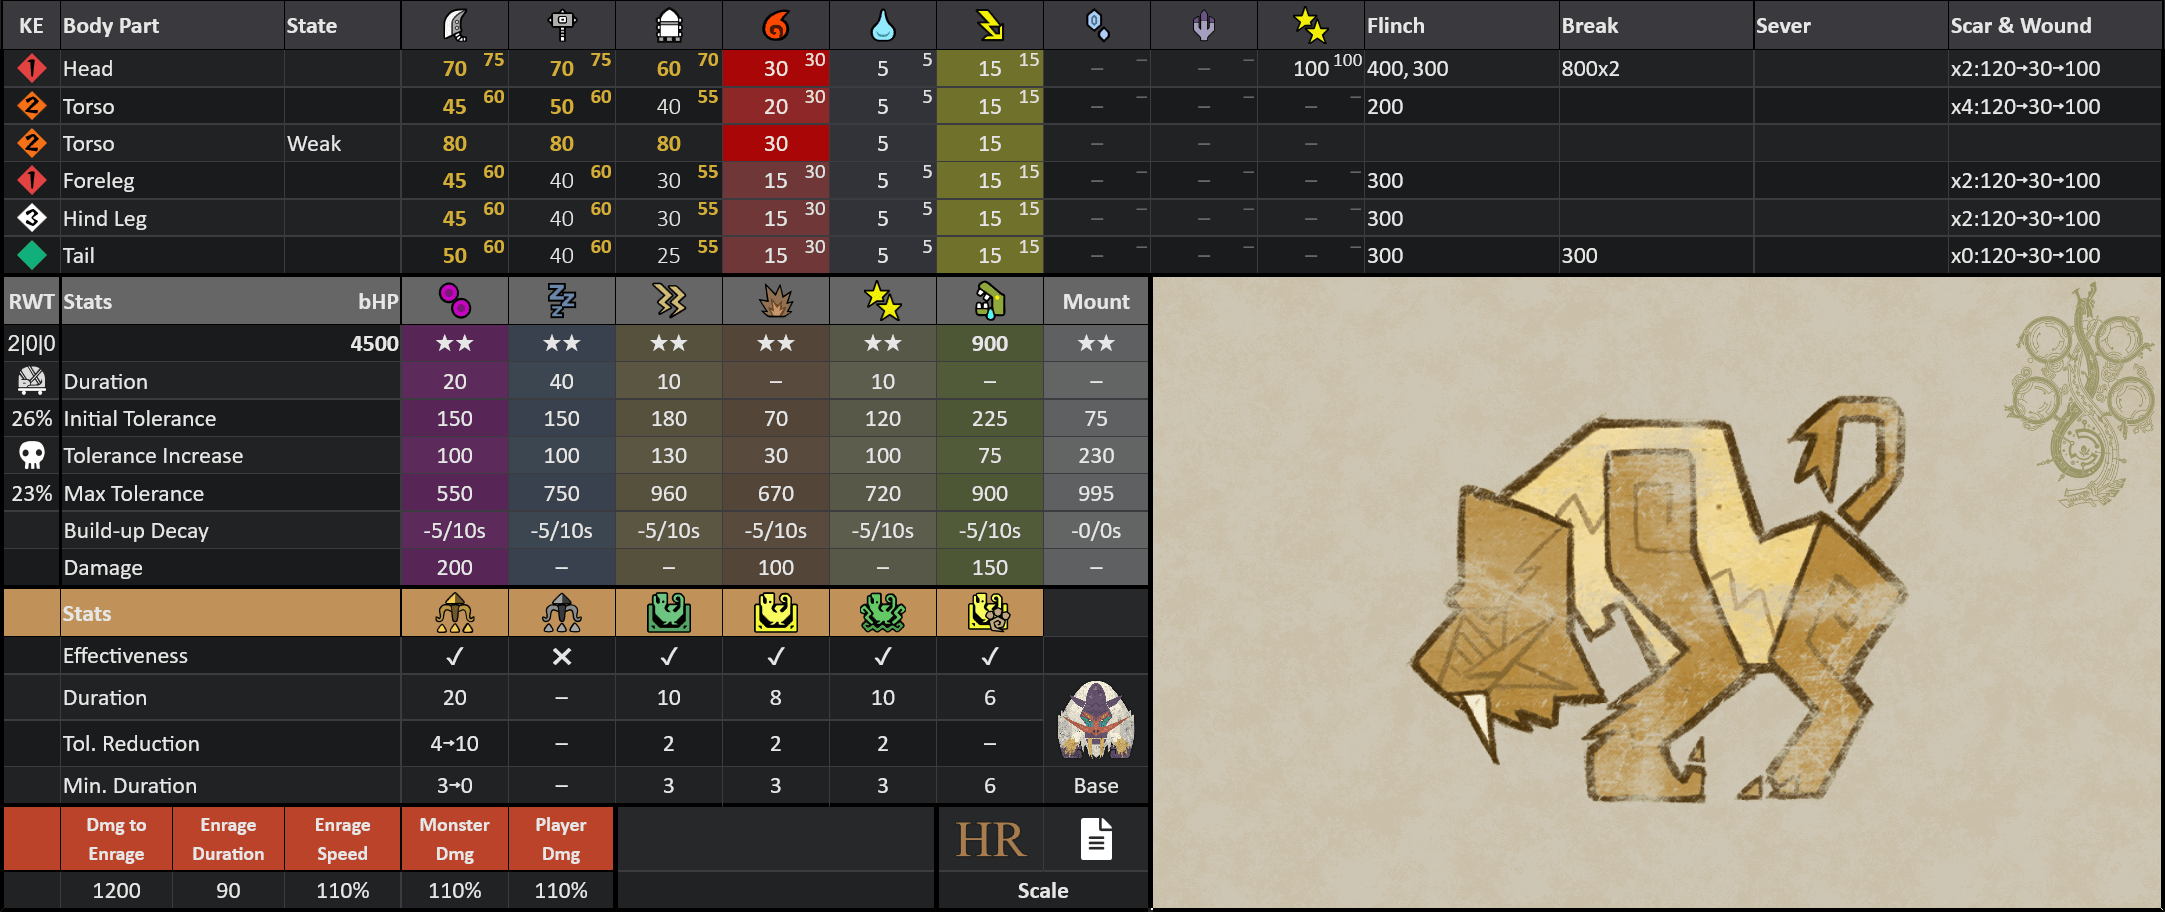 KE Body Part State Flinch Break Sever Scar & Wound
1 Head 70 75 70 75 60 70 30 30 5 5 15 15 – – – – 100 100 400, 300 800x2 x2:120→30→100
2 Torso 45 60 50 60 40 55 20 30 5 5 15 15 – – – – – – 200 x4:120→30→100
2 Torso Weak 80 80 80 30 5 15 – – –
1 Foreleg 45 60 40 60 30 55 15 30 5 5 15 15 – – – – – – 300 x2:120→30→100
3 Hind Leg 45 60 40 60 30 55 15 30 5 5 15 15 – – – – – – 300 x2:120→30→100
Tail 50 60 40 60 25 55 15 30 5 5 15 15 – – – – – – 300 300 x0:120→30→100
RWT Stats bHP Mount
2|0|0 4500 ★★ ★★ ★★ ★★ ★★ 900 ★★
Duration 20 40 10 – 10 – –
26% Initial Tolerance 150 150 180 70 120 225 75
Tolerance Increase 100 100 130 30 100 75 230
23% Max Tolerance 550 750 960 670 720 900 995
Build-up Decay -5/10s -5/10s -5/10s -5/10s -5/10s -5/10s -0/0s
Damage 200 – – 100 – 150 –
Stats
Effectiveness ✓ ✕ ✓ ✓ ✓ ✓
Duration 20 – 10 8 10 6
Tol. Reduction 4→10 – 2 2 2 –
Min. Duration 3→0 – 3 3 3 6 Base
Dmg to Enrage Enrage Duration Enrage Speed Monster Dmg Player Dmg HR
1200 90 110% 110% 110% Scale